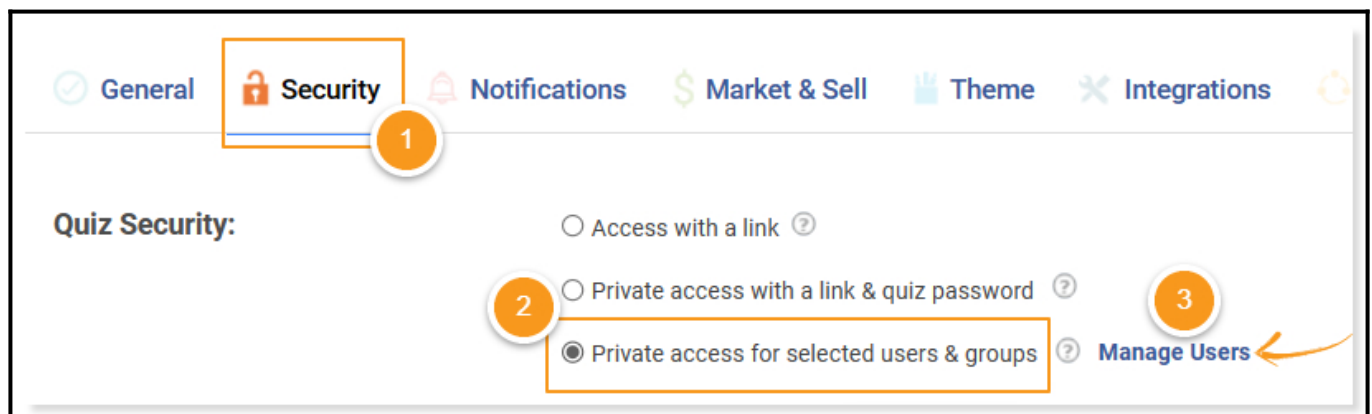 General Security Notifications Market & Sell Theme Integrations
1
Quiz Security:
Access with a link ?
2
Private access with a link & quiz password ?
3
Private access for selected users & groups ? Manage Users